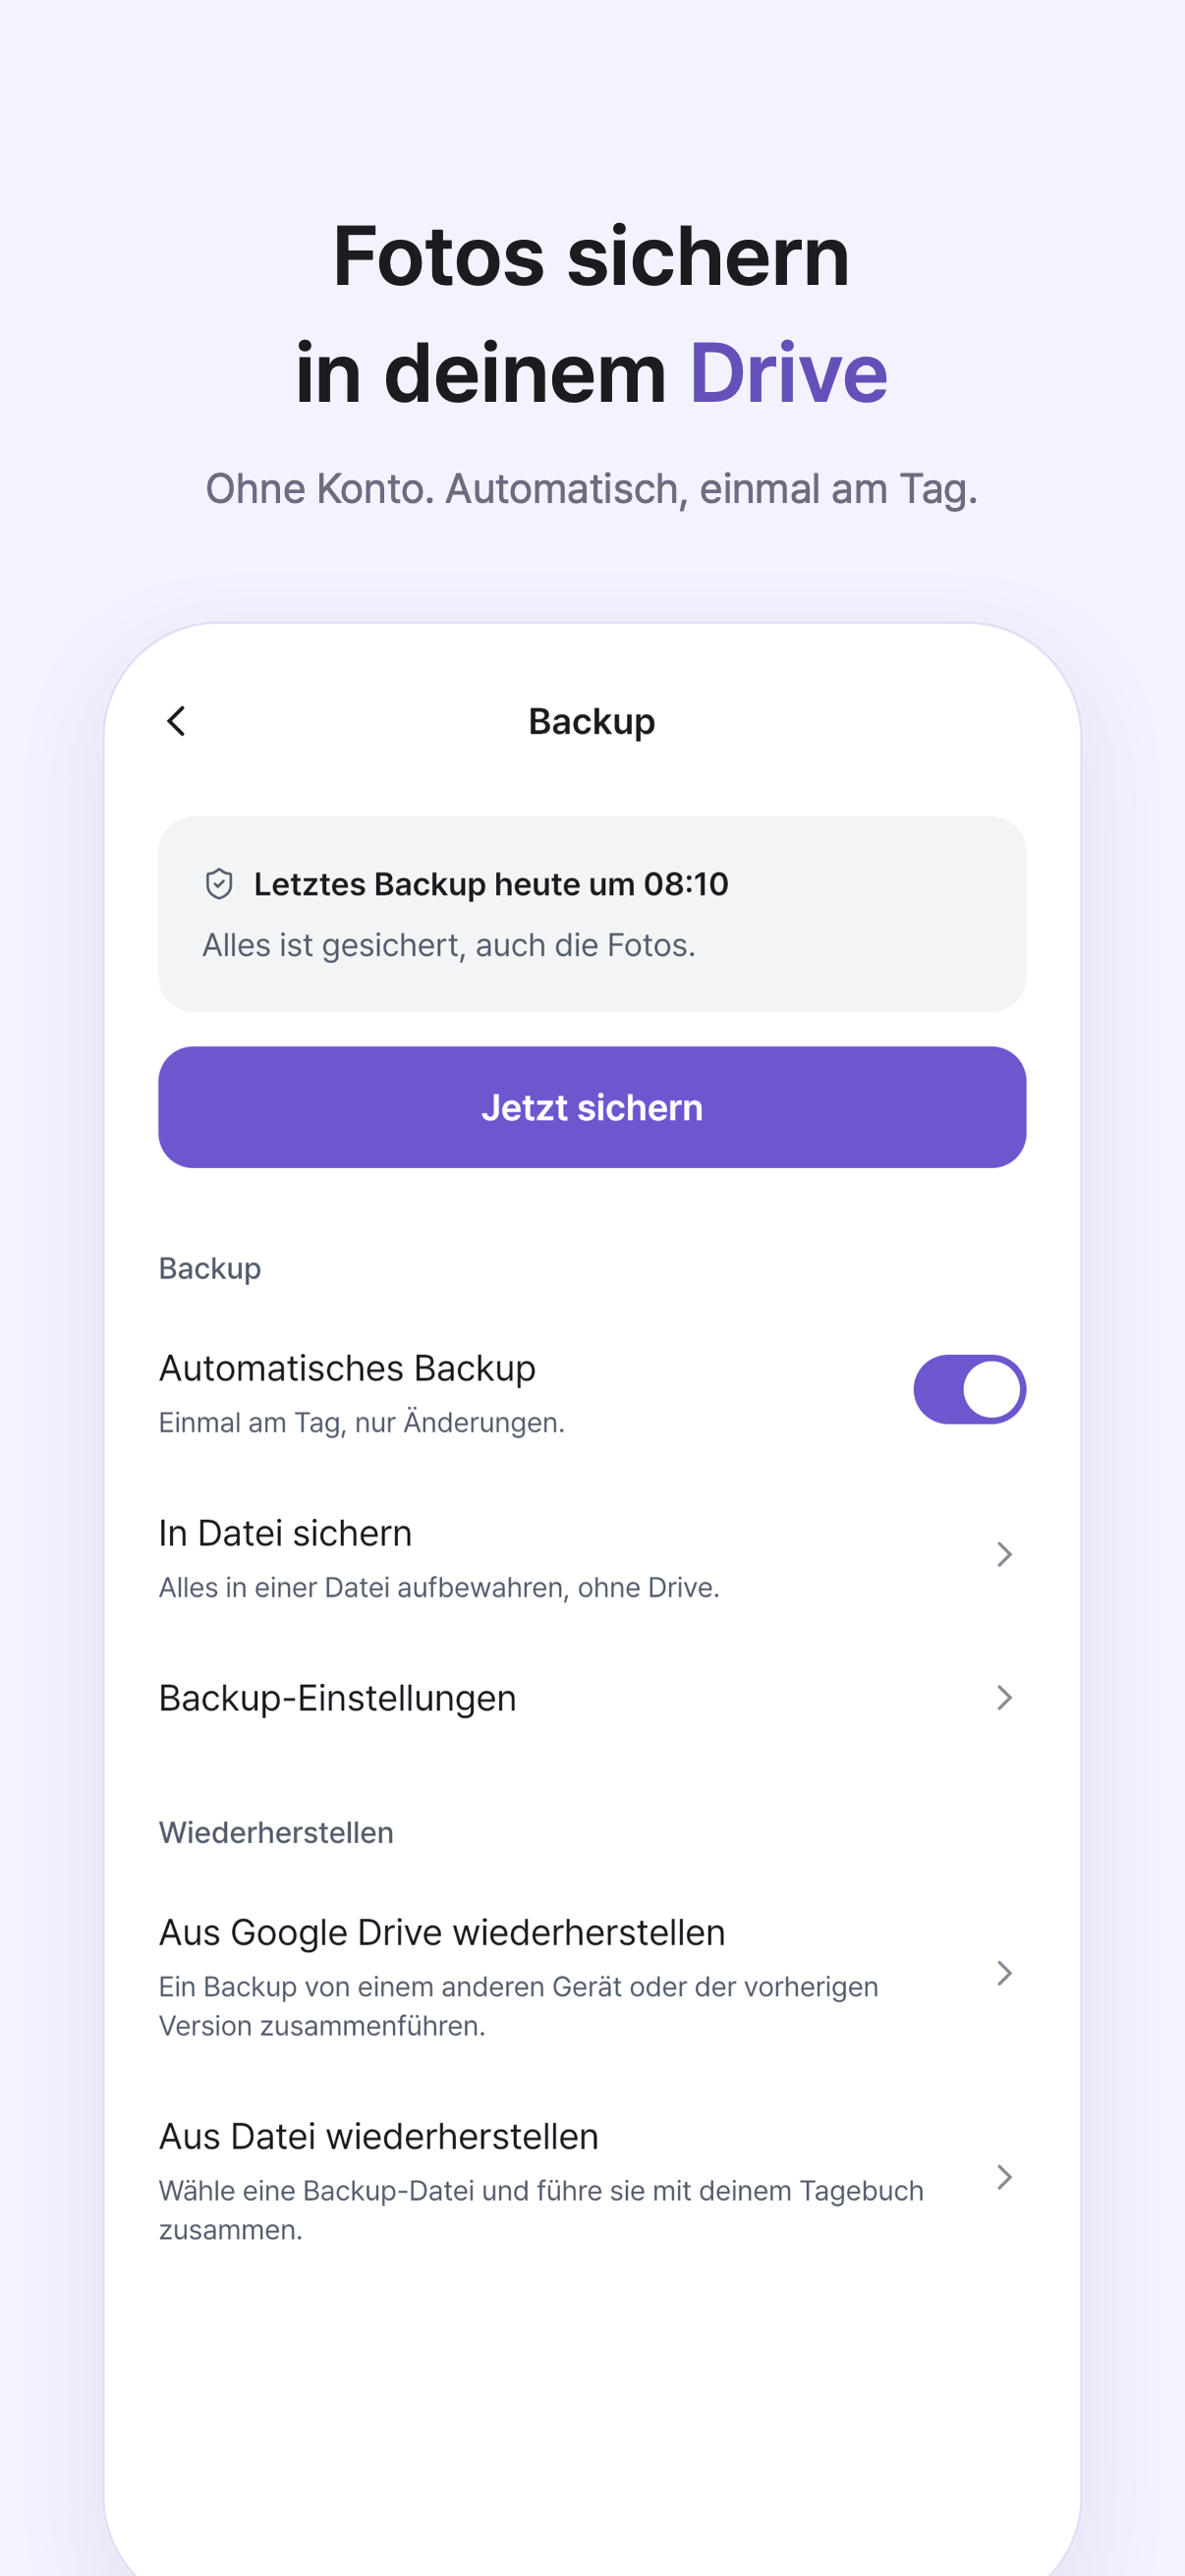 Fotos sichern
in deinem Drive
Ohne Konto. Automatisch, einmal am Tag.
Backup
Letztes Backup heute um 08:10
Alles ist gesichert, auch die Fotos.
Jetzt sichern
Backup
Automatisches Backup
Einmal am Tag, nur Änderungen.
In Datei sichern
Alles in einer Datei aufbewahren, ohne Drive.
Backup-Einstellungen
Wiederherstellen
Aus Google Drive wiederherstellen
Ein Backup von einem anderen Gerät oder der vorherigen
Version zusammenführen.
Aus Datei wiederherstellen
Wähle eine Backup-Datei und führe sie mit deinem Tagebuch
zusammen.